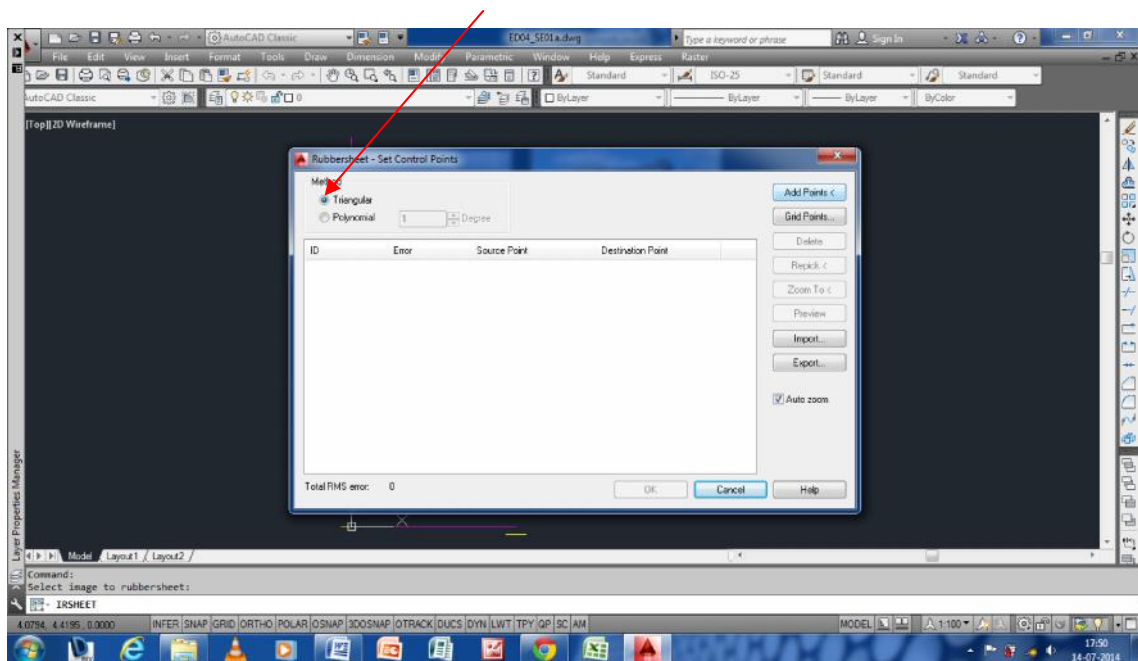 AutoCAD Classic ED04_SE01a.dwg Type a keyword or phrase Sign In
File Edit View Insert Format Tools Draw Dimension Modify Parametric Window Help Express Raster
Standard ISO-25 Standard Standard
AutoCAD Classic 0 ByLayer ByLayer ByLayer ByColor
[Top][2D Wireframe]
Rubbersheet - Set Control Points
Method
Triangular
Polynomial 1 Degree
Add Points <
Grid Points...
ID Error Source Point Destination Point
Delete
Repick <
Zoom To <
Preview
Import...
Export...
Auto zoom
Total RMS error: 0
OK Cancel Help
Layer Properties Manager
Model Layout1 Layout2
Command:
Select image to rubbersheet:
IRSHEET
4.0794, 4.4195, 0.0000 INFER SNAP GRID ORTHO POLAR OSNAP 3DOSNAP OTRACK DUCS DYN LWT TPY QP SC AM MODEL 1:100
17:50
14-07-2014